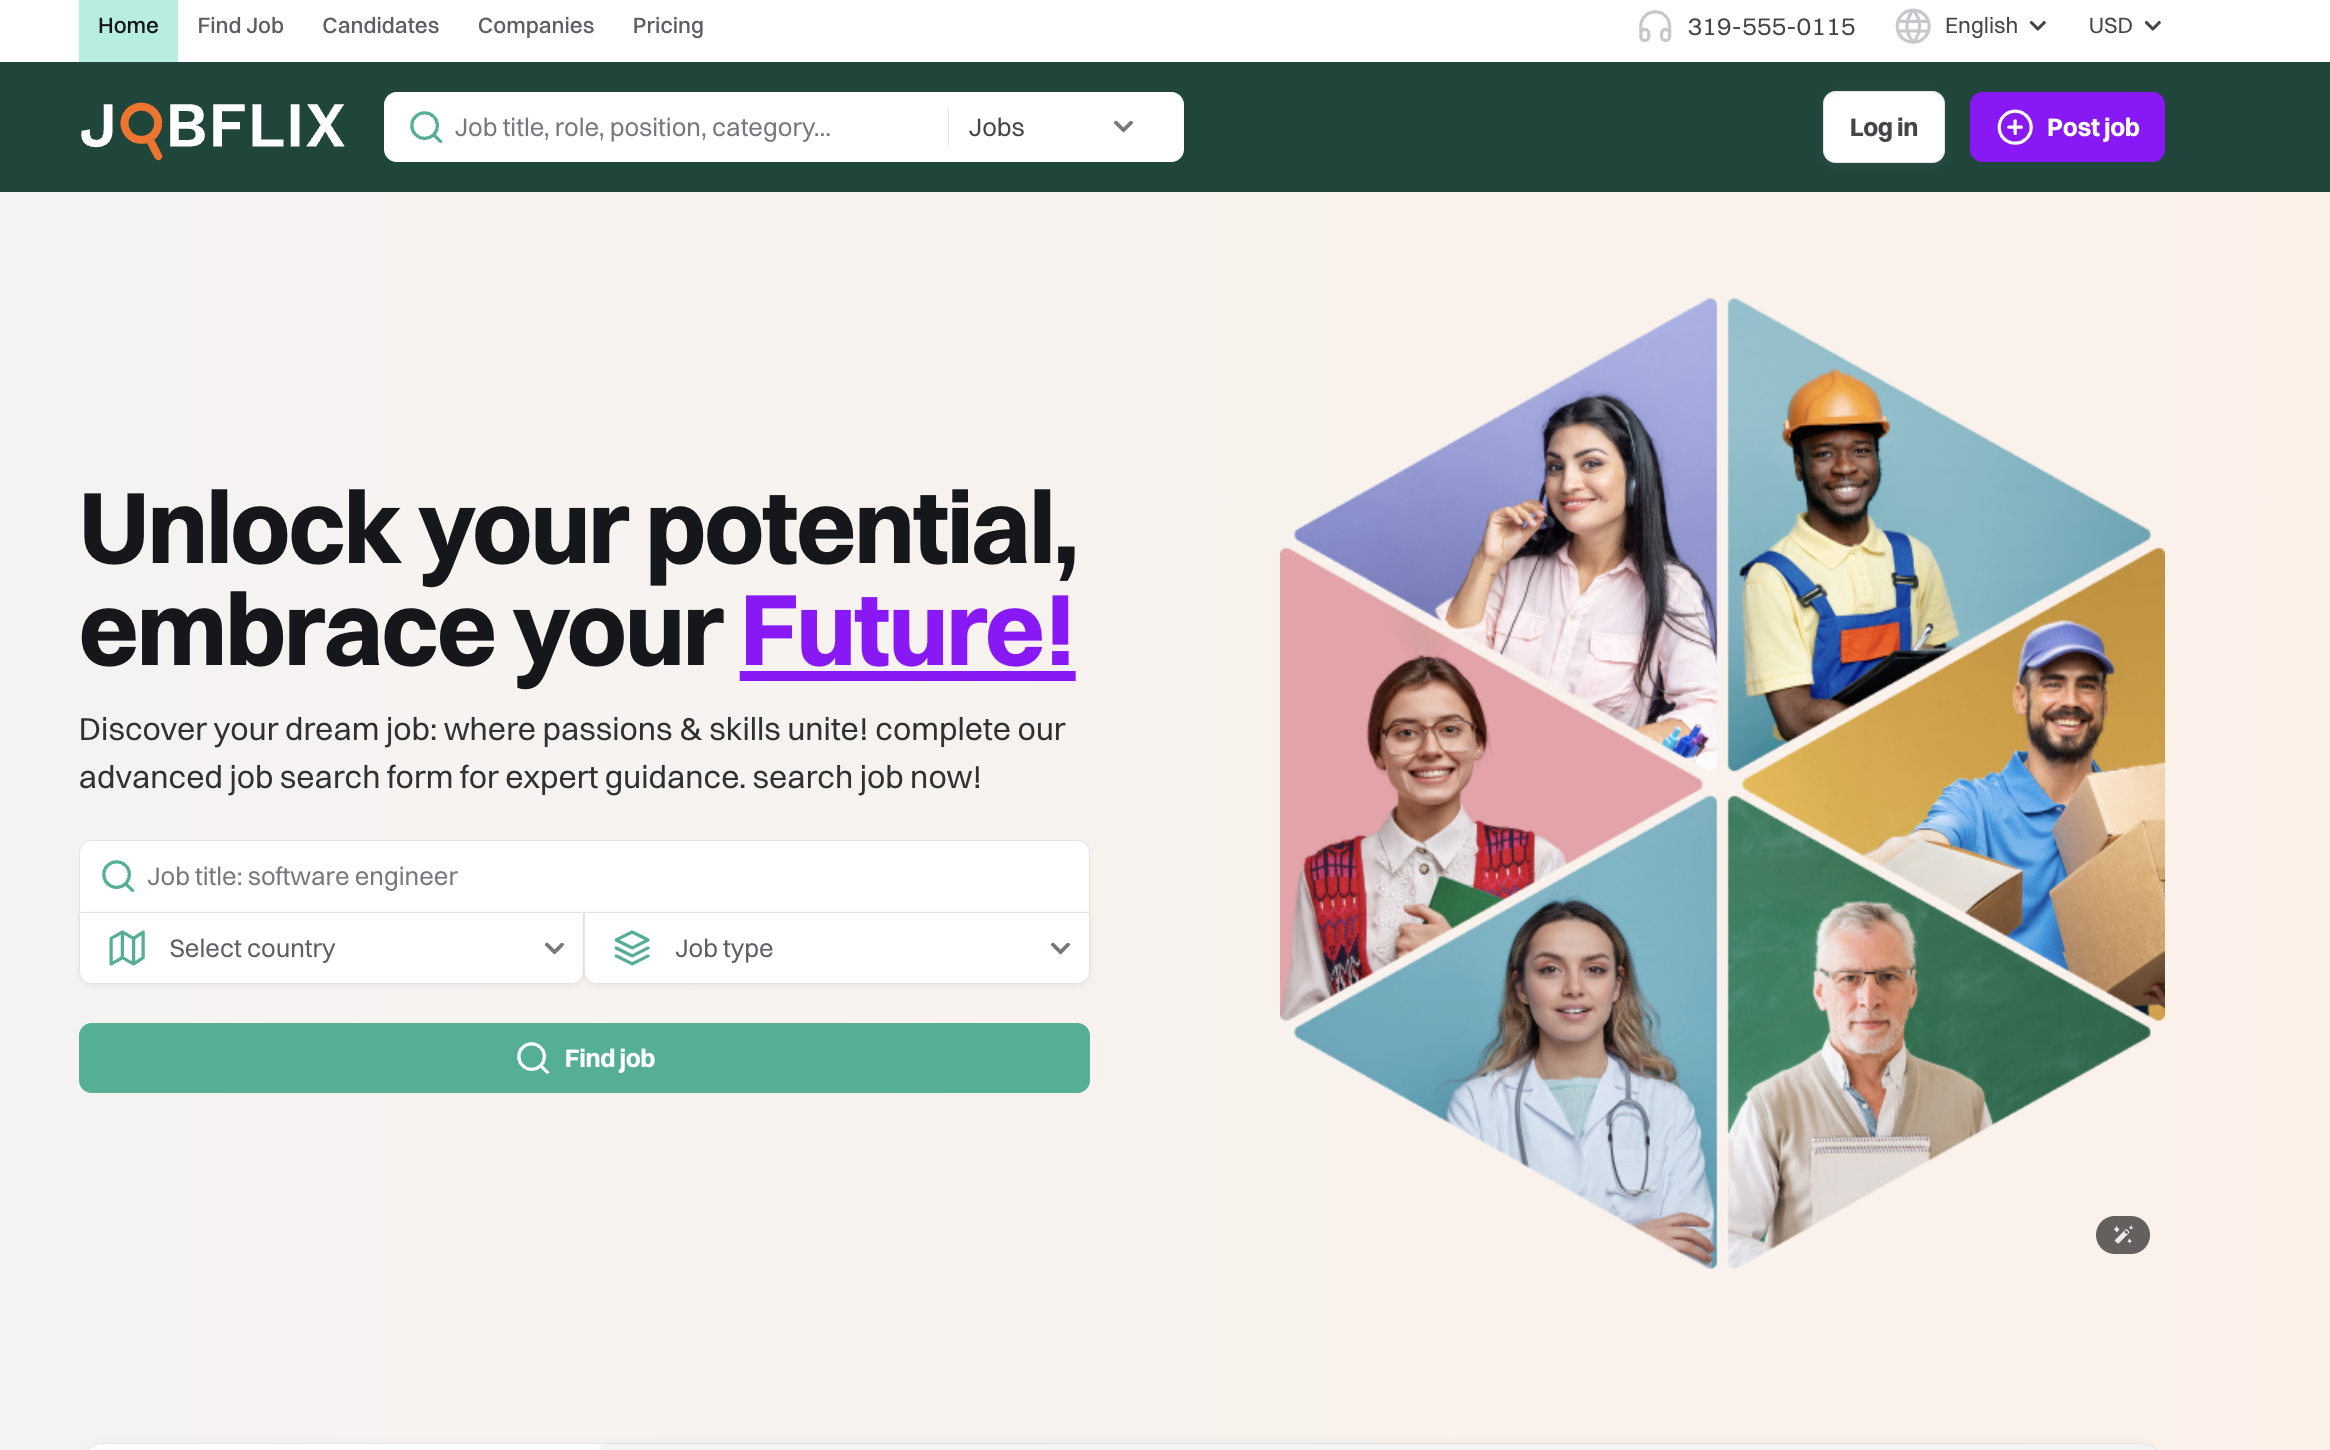 Home Find Job Candidates Companies Pricing 319-555-0115 English USD
JOBFLIX Job title, role, position, category... Jobs Log in Post job
Unlock your potential,
embrace your Future!
Discover your dream job: where passions & skills unite! complete our
advanced job search form for expert guidance. search job now!
Job title: software engineer
Select country Job type
Find job